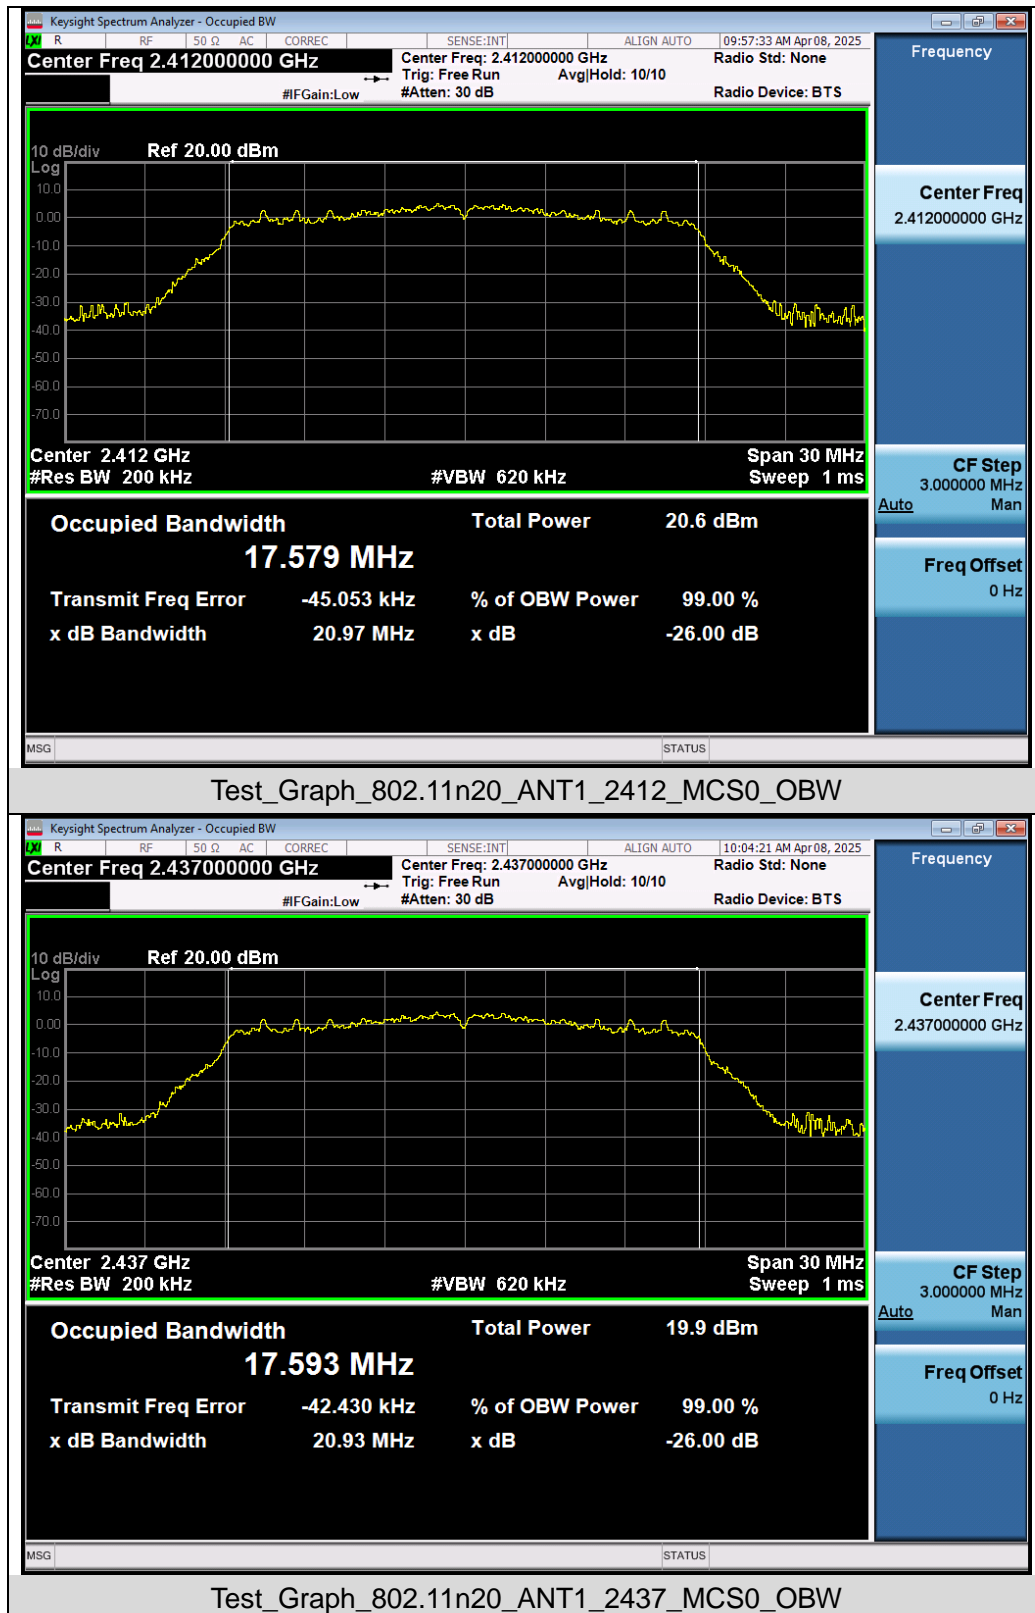 Keysight Spectrum Analyzer - Occupied BW
LXI R RF 50 Ω AC CORREC SENSE:INT ALIGN AUTO 09:57:33 AM Apr 08, 2025
Center Freq 2.412000000 GHz Center Freq: 2.412000000 GHz Radio Std: None
Trig: Free Run Avg|Hold: 10/10
#IFGain:Low #Atten: 30 dB Radio Device: BTS
Frequency
10 dB/div Ref 20.00 dBm
Log
10.0
0.00
-10.0
-20.0
-30.0
-40.0
-50.0
-60.0
-70.0
Center 2.412 GHz Span 30 MHz
#Res BW 200 kHz #VBW 620 kHz Sweep 1 ms
Center Freq
2.412000000 GHz
CF Step
3.000000 MHz
Auto Man
Freq Offset
0 Hz
Occupied Bandwidth Total Power 20.6 dBm
17.579 MHz
Transmit Freq Error -45.053 kHz % of OBW Power 99.00 %
x dB Bandwidth 20.97 MHz x dB -26.00 dB
MSG STATUS
Test_Graph_802.11n20_ANT1_2412_MCS0_OBW
Keysight Spectrum Analyzer - Occupied BW
LXI R RF 50 Ω AC CORREC SENSE:INT ALIGN AUTO 10:04:21 AM Apr 08, 2025
Center Freq 2.437000000 GHz Center Freq: 2.437000000 GHz Radio Std: None
Trig: Free Run Avg|Hold: 10/10
#IFGain:Low #Atten: 30 dB Radio Device: BTS
Frequency
10 dB/div Ref 20.00 dBm
Log
10.0
0.00
-10.0
-20.0
-30.0
-40.0
-50.0
-60.0
-70.0
Center 2.437 GHz Span 30 MHz
#Res BW 200 kHz #VBW 620 kHz Sweep 1 ms
Center Freq
2.437000000 GHz
CF Step
3.000000 MHz
Auto Man
Freq Offset
0 Hz
Occupied Bandwidth Total Power 19.9 dBm
17.593 MHz
Transmit Freq Error -42.430 kHz % of OBW Power 99.00 %
x dB Bandwidth 20.93 MHz x dB -26.00 dB
MSG STATUS
Test_Graph_802.11n20_ANT1_2437_MCS0_OBW